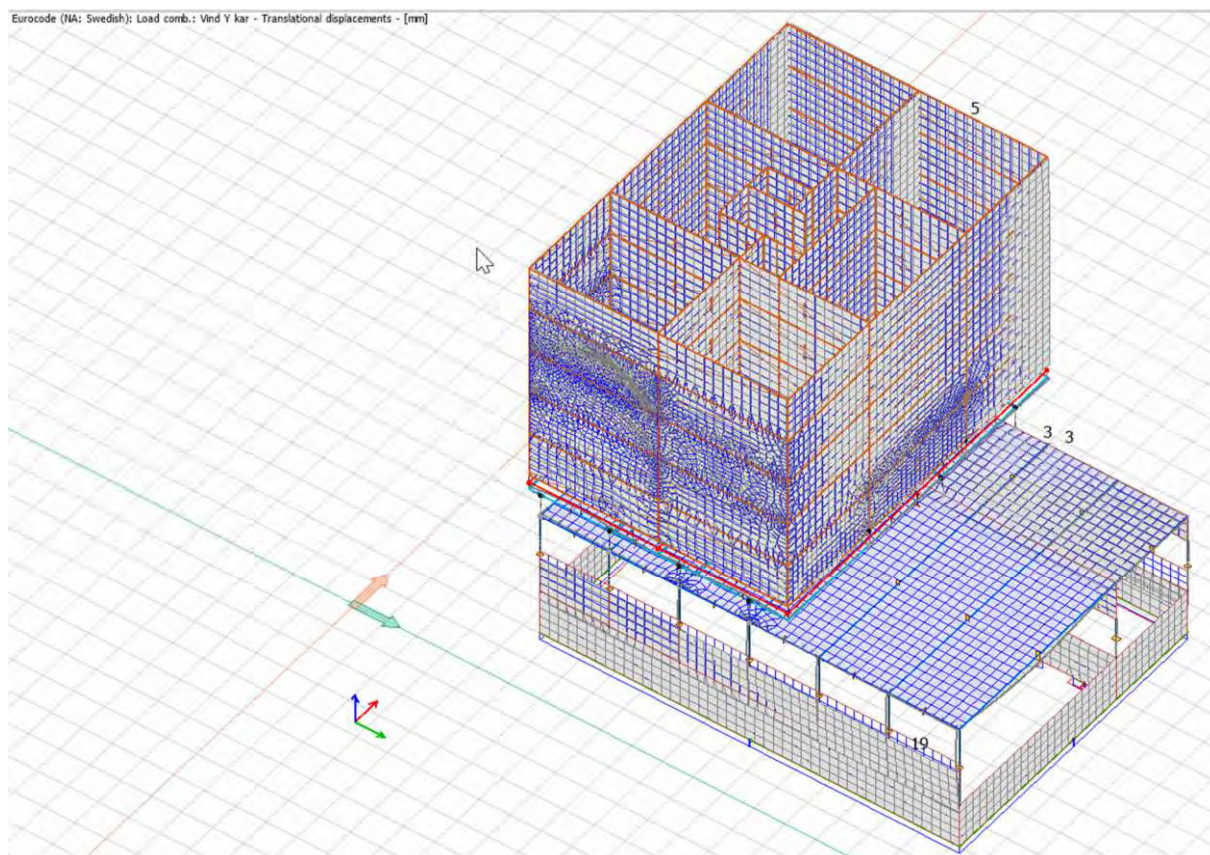 Eurocode (NA: Swedish): Load comb.: Vind Y kar - Translational displacements - [mm]
5
3 3
19